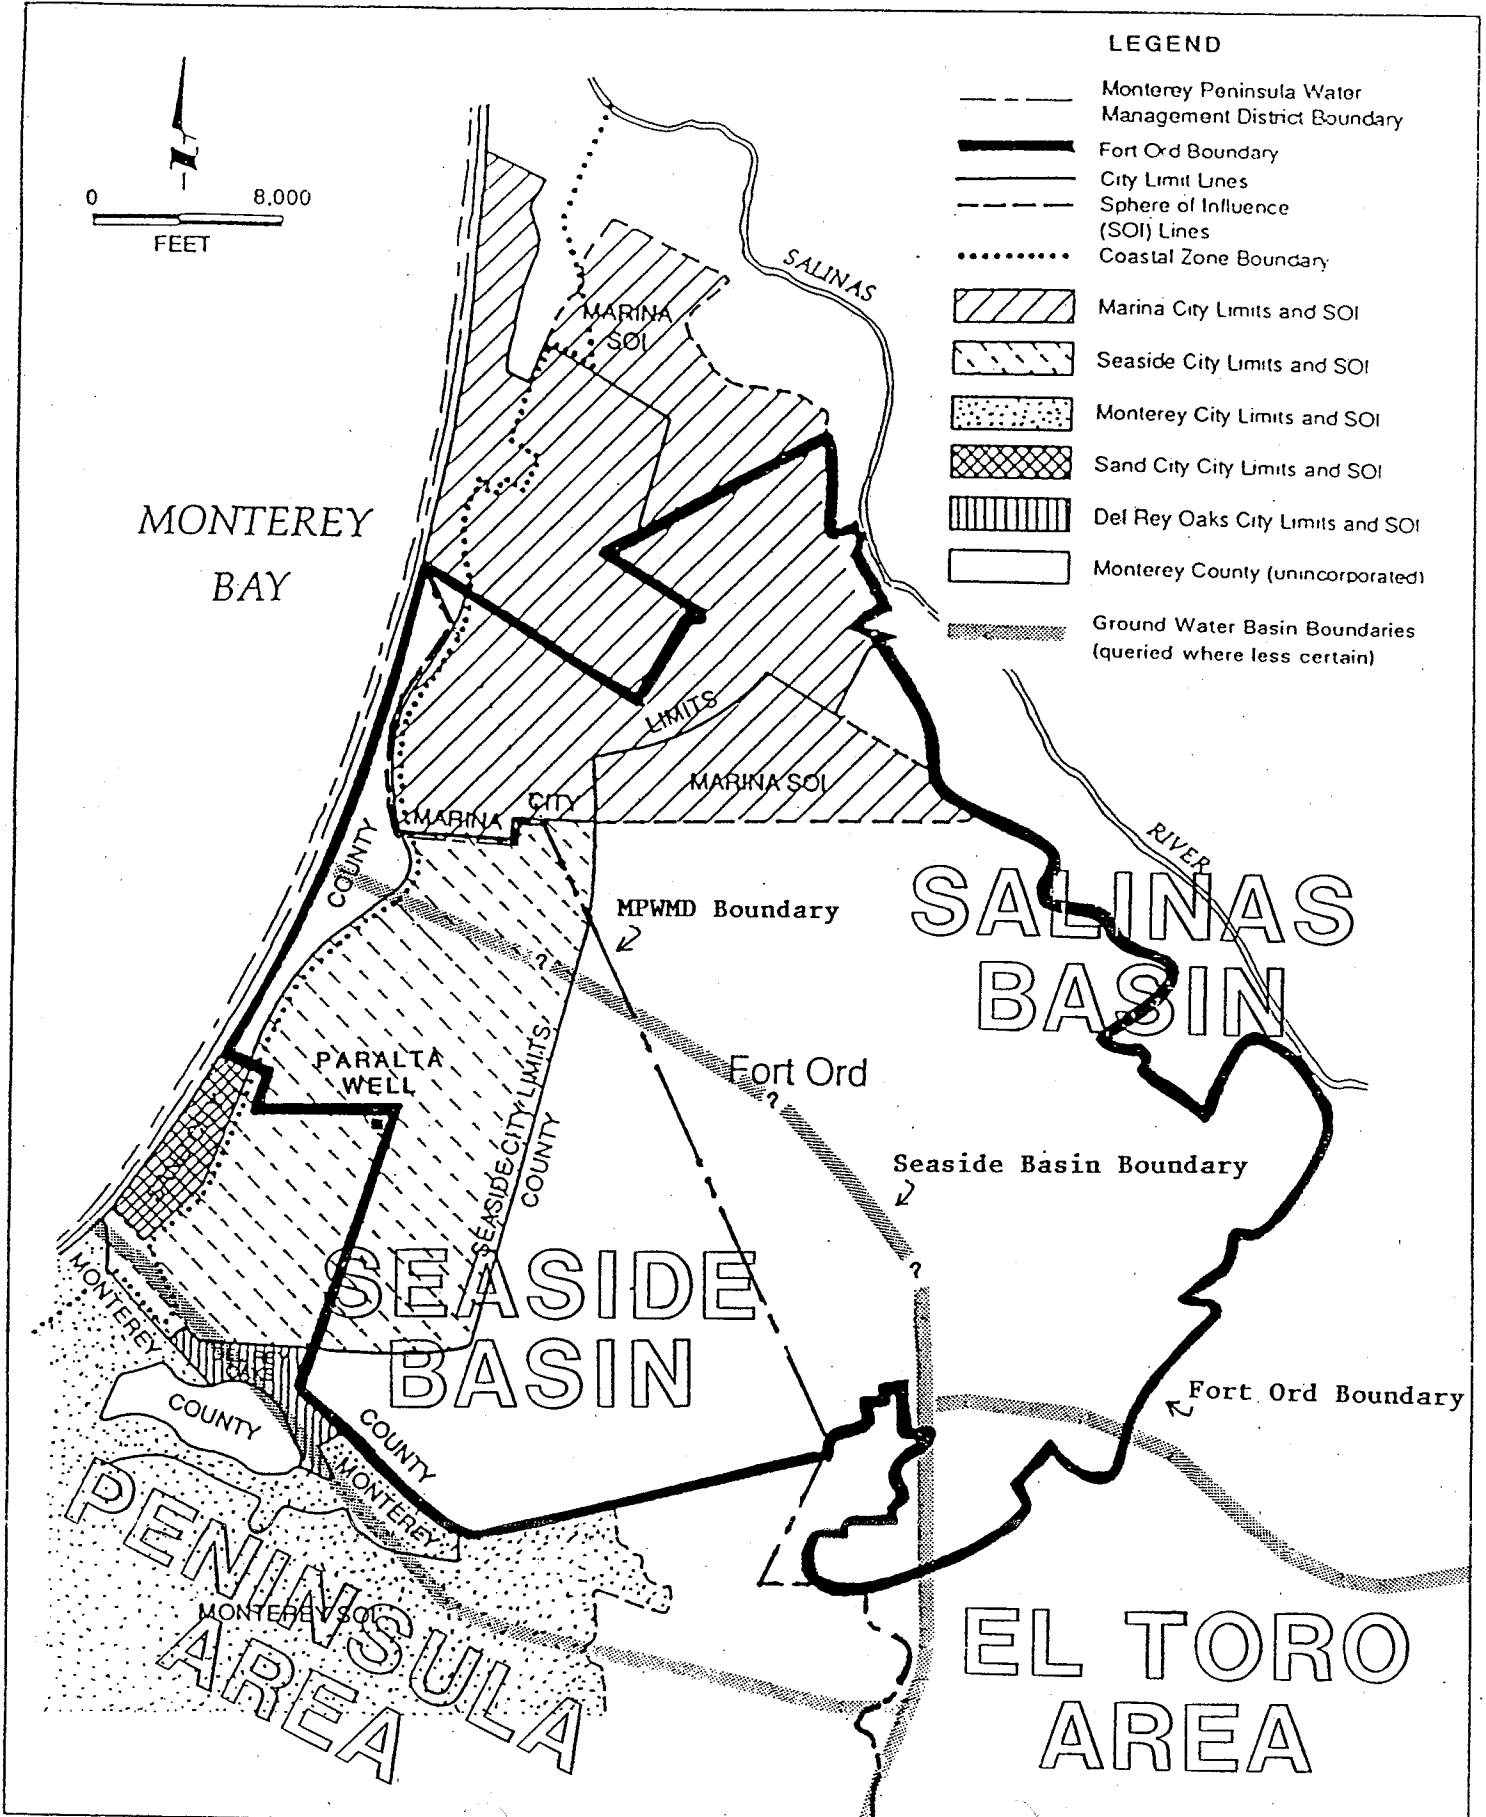 LEGEND
Monterey Peninsula Water
Management District Boundary
Fort Ord Boundary
City Limit Lines
Sphere of Influence
(SOI) Lines
Coastal Zone Boundary
Marina City Limits and SOI
Seaside City Limits and SOI
Monterey City Limits and SOI
Sand City City Limits and SOI
Del Rey Oaks City Limits and SOI
Monterey County (unincorporated)
Ground Water Basin Boundaries
(queried where less certain)
N
0 8,000
FEET
SALINAS
MARINA
SOI
MONTEREY
BAY
LIMITS
MARINA SOI
CITY
MARINA
COUNTY
RIVER
SALINAS
BASIN
MPWMD Boundary
?
PARALTA
WELL
Fort Ord
?
SEASIDE CITY LIMITS
COUNTY
Seaside Basin Boundary
SEASIDE
BASIN
?
MONTEREY
COUNTY
COUNTY
MONTEREY
Fort Ord Boundary
PENINSULA
AREA
MONTEREY SOI
EL TORO
AREA